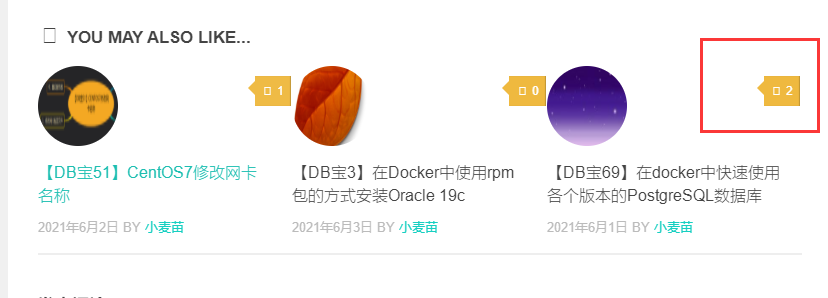 YOU MAY ALSO LIKE...
1
0
2
【DB宝51】CentOS7修改网卡
名称
2021年6月2日 BY 小麦苗
【DB宝3】在Docker中使用rpm
包的方式安装Oracle 19c
2021年6月3日 BY 小麦苗
【DB宝69】在docker中快速使用
各个版本的PostgreSQL数据库
2021年6月1日 BY 小麦苗